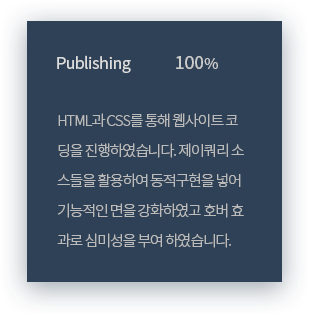 Publishing 100%
HTML과 CSS를 통해 웹사이트 코
딩을 진행하였습니다. 제이쿼리 소
스들을 활용하여 동적구현을 넣어
기능적인 면을 강화하였고 호버 효
과로 심미성을 부여 하였습니다.